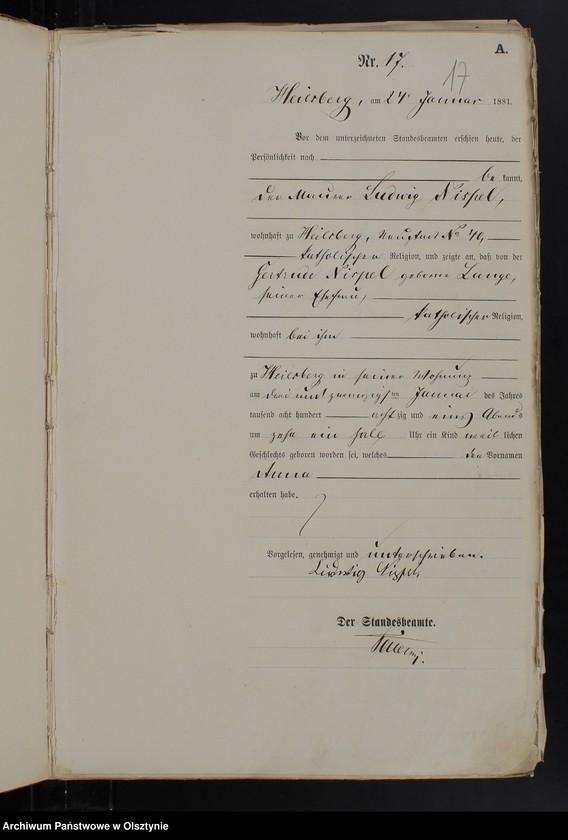 A.
Nr. 17.
17
Heilsberg, am 24 Januar 1881.
Vor dem unterzeichneten Standesbeamten erschien heute, der
Persönlichkeit nach
be kannt,
der Maurer Ludwig Nispel,
wohnhaft zu Heilsberg, Neustadt No 40,
katholischer Religion, und zeigte an, daß von der
Gertrude Nispel geborne Lange,
seiner Ehefrau,
katholischer Religion,
wohnhaft bei ihm
zu Heilsberg in seiner Wohnung
am drei und zwanzigsten Januar des Jahres
tausend acht hundert achtzig und eins Abends
um zehn ein halb Uhr ein Kind weiblichen
Geschlechts geboren worden sei, welches den Vornamen
Anna
erhalten habe.
Vorgelesen, genehmigt und unterschrieben.
Ludwig Nispel.
Der Standesbeamte.
Archiwum Państwowe w Olsztynie